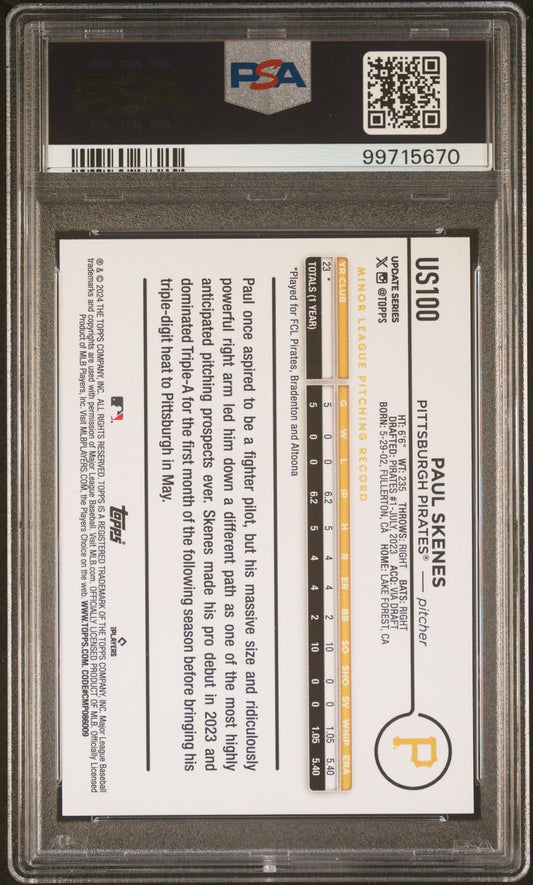 PSA
99715670
US100
UPDATE SERIES
@TOPPS
PAUL SKENES
PITTSBURGH PIRATES® — pitcher
HT: 6'6" WT: 235 THROWS: RIGHT BATS: RIGHT
DRAFTED: PIRATES #1-JULY, 2023 ACQ: VIA DRAFT
BORN: 5-29-02, FULLERTON, CA HOME: LAKE FOREST, CA
P
MINOR LEAGUE PITCHING RECORD
YR CLUB G W L IP H R ER BB SO SHO SV WHIP ERA
23 * 5 0 0 6.2 5 4 4 2 10 0 0 1.05 5.40
TOTALS (1 YEAR) 5 0 0 6.2 5 4 4 2 10 0 0 1.05 5.40
*Played for FCL Pirates, Bradenton and Altoona
Paul once aspired to be a fighter pilot, but his massive size and ridiculously
powerful right arm led him down a different path as one of the most highly
anticipated pitching prospects ever. Skenes made his pro debut in 2023 and
dominated Triple-A for the first month of the following season before bringing his
triple-digit heat to Pittsburgh in May.
topps®
PLAYERS
® & © 2024 THE TOPPS COMPANY, INC. ALL RIGHTS RESERVED. TOPPS IS A REGISTERED TRADEMARK OF THE TOPPS COMPANY, INC. Major League Baseball
trademarks and copyrights are used with permission of Major League Baseball. Visit MLB.com. OFFICIALLY LICENSED PRODUCT OF MLB. Officially Licensed
Product of MLB Players, Inc. Visit MLBPLAYERS.COM, the Players Choice on the web. WWW.TOPPS.COM. CODE#CMP088009